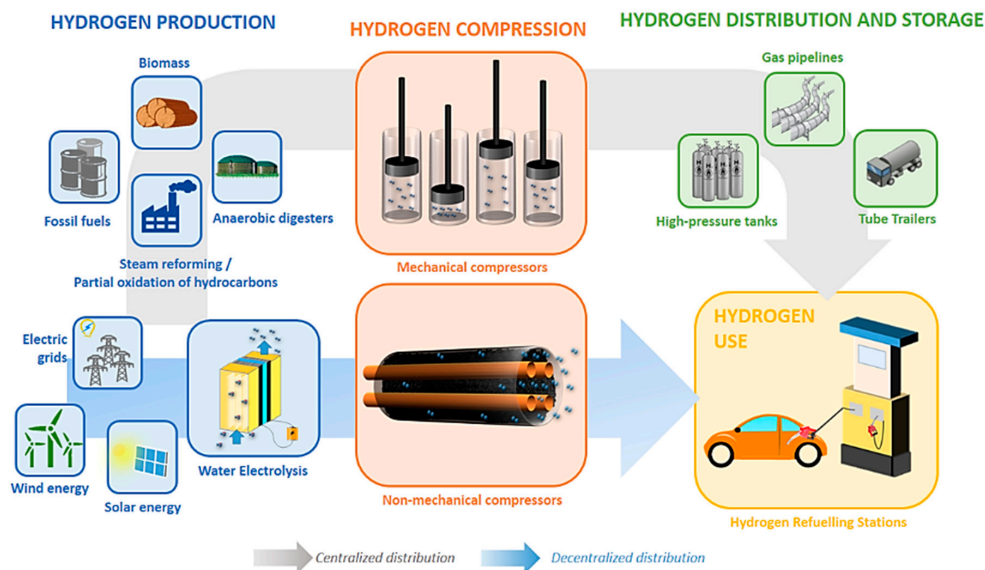 HYDROGEN PRODUCTION
HYDROGEN COMPRESSION
HYDROGEN DISTRIBUTION AND STORAGE
Biomass
Fossil fuels
Anaerobic digesters
Steam reforming /
Partial oxidation of hydrocarbons
Electric
grids
Wind energy
Solar energy
Water Electrolysis
Mechanical compressors
Non-mechanical compressors
Gas pipelines
High-pressure tanks
Tube Trailers
HYDROGEN
USE
Hydrogen Refuelling Stations
Centralized distribution
Decentralized distribution